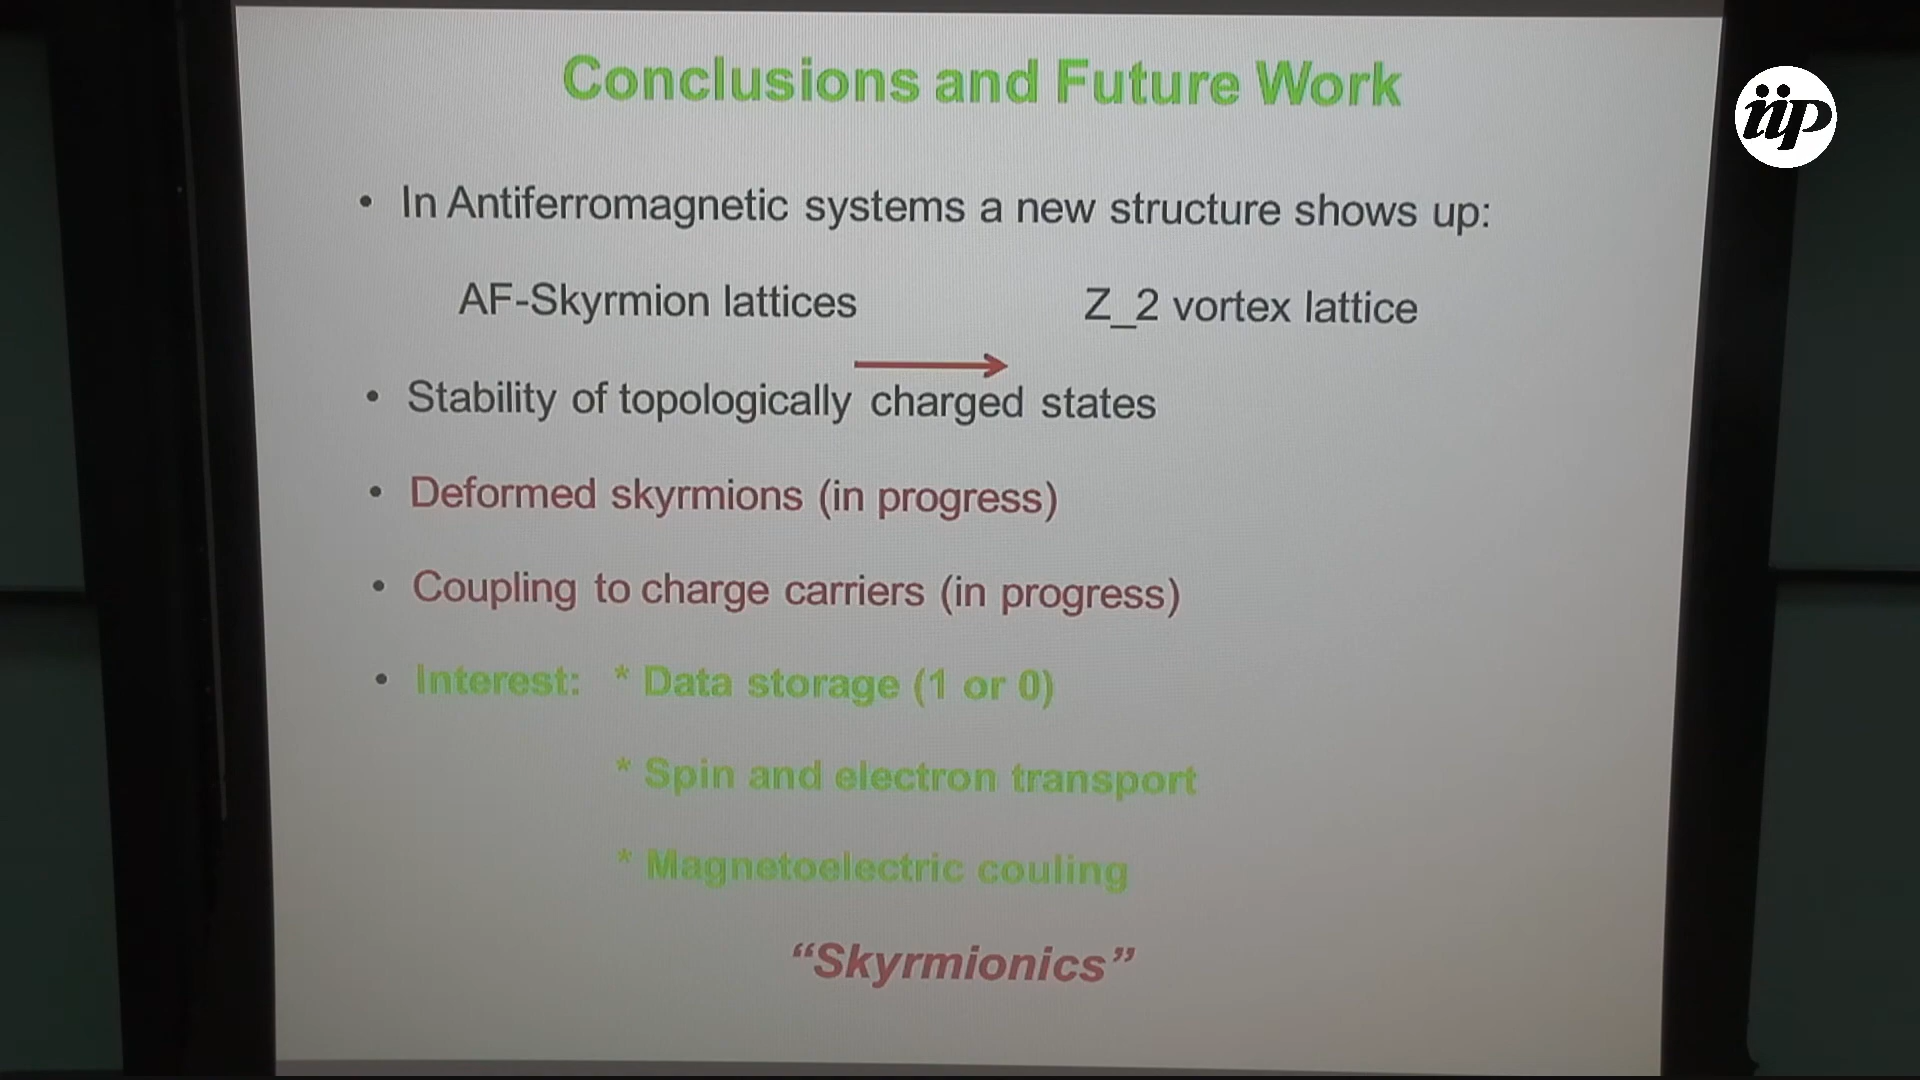 Conclusions and Future Work
iip
• In Antiferromagnetic systems a new structure shows up:
AF-Skyrmion lattices Z_2 vortex lattice
• Stability of topologically charged states
• Deformed skyrmions (in progress)
• Coupling to charge carriers (in progress)
• Interest: * Data storage (1 or 0)
* Spin and electron transport
* Magnetoelectric couling
“Skyrmionics”